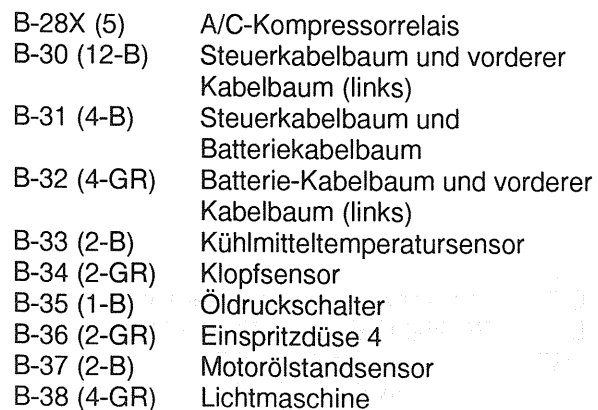 B-28X (5) A/C-Kompressorrelais
B-30 (12-B) Steuerkabelbaum und vorderer
Kabelbaum (links)
B-31 (4-B) Steuerkabelbaum und
Batteriekabelbaum
B-32 (4-GR) Batterie-Kabelbaum und vorderer
Kabelbaum (links)
B-33 (2-B) Kühlmitteltemperatursensor
B-34 (2-GR) Klopfsensor
B-35 (1-B) Öldruckschalter
B-36 (2-GR) Einspritzdüse 4
B-37 (2-B) Motorölstandsensor
B-38 (4-GR) Lichtmaschine